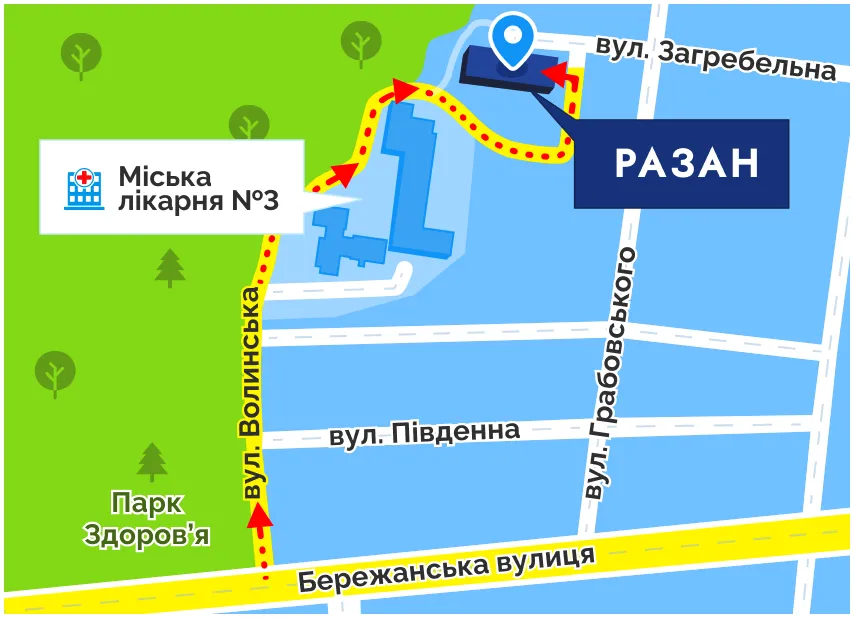 вул. Загребельна
РАЗАН
Міська
лікарня №3
вул. Волинська
вул. Грабовського
вул. Південна
Парк
Здоров’я
Бережанська вулиця